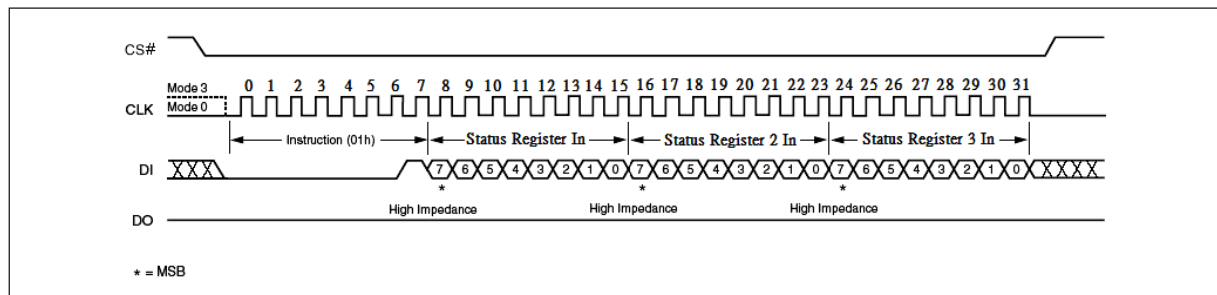 CS#
Mode 3
0 1 2 3 4 5 6 7 8 9 10 11 12 13 14 15 16 17 18 19 20 21 22 23 24 25 26 27 28 29 30 31
CLK
Mode 0
Instruction (01h) Status Register In Status Register 2 In Status Register 3 In
DI
7 6 5 4 3 2 1 0 7 6 5 4 3 2 1 0 7 6 5 4 3 2 1 0
* * *
High Impedance High Impedance High Impedance
DO
* = MSB